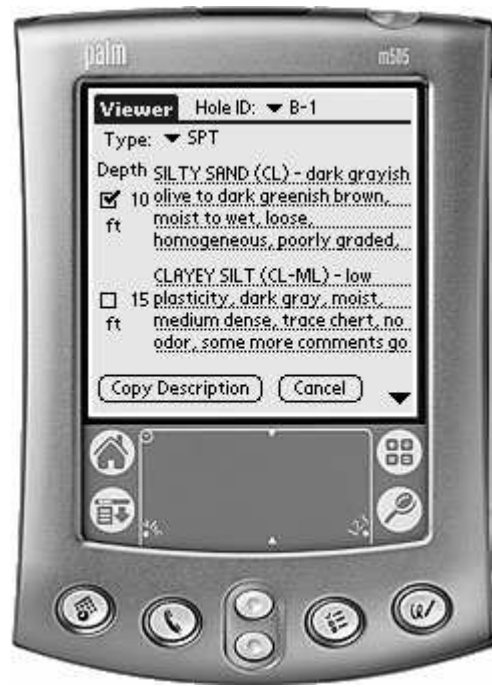 palm m505
Viewer Hole ID: B-1
Type: SPT
Depth SILTY SAND (CL) - dark grayish
10 olive to dark greenish brown,
ft moist to wet, loose,
homogeneous, poorly graded,
CLAYEY SILT (CL-ML) - low
15 plasticity, dark gray, moist,
ft medium dense, trace chert, no
odor, some more comments go
Copy Description Cancel